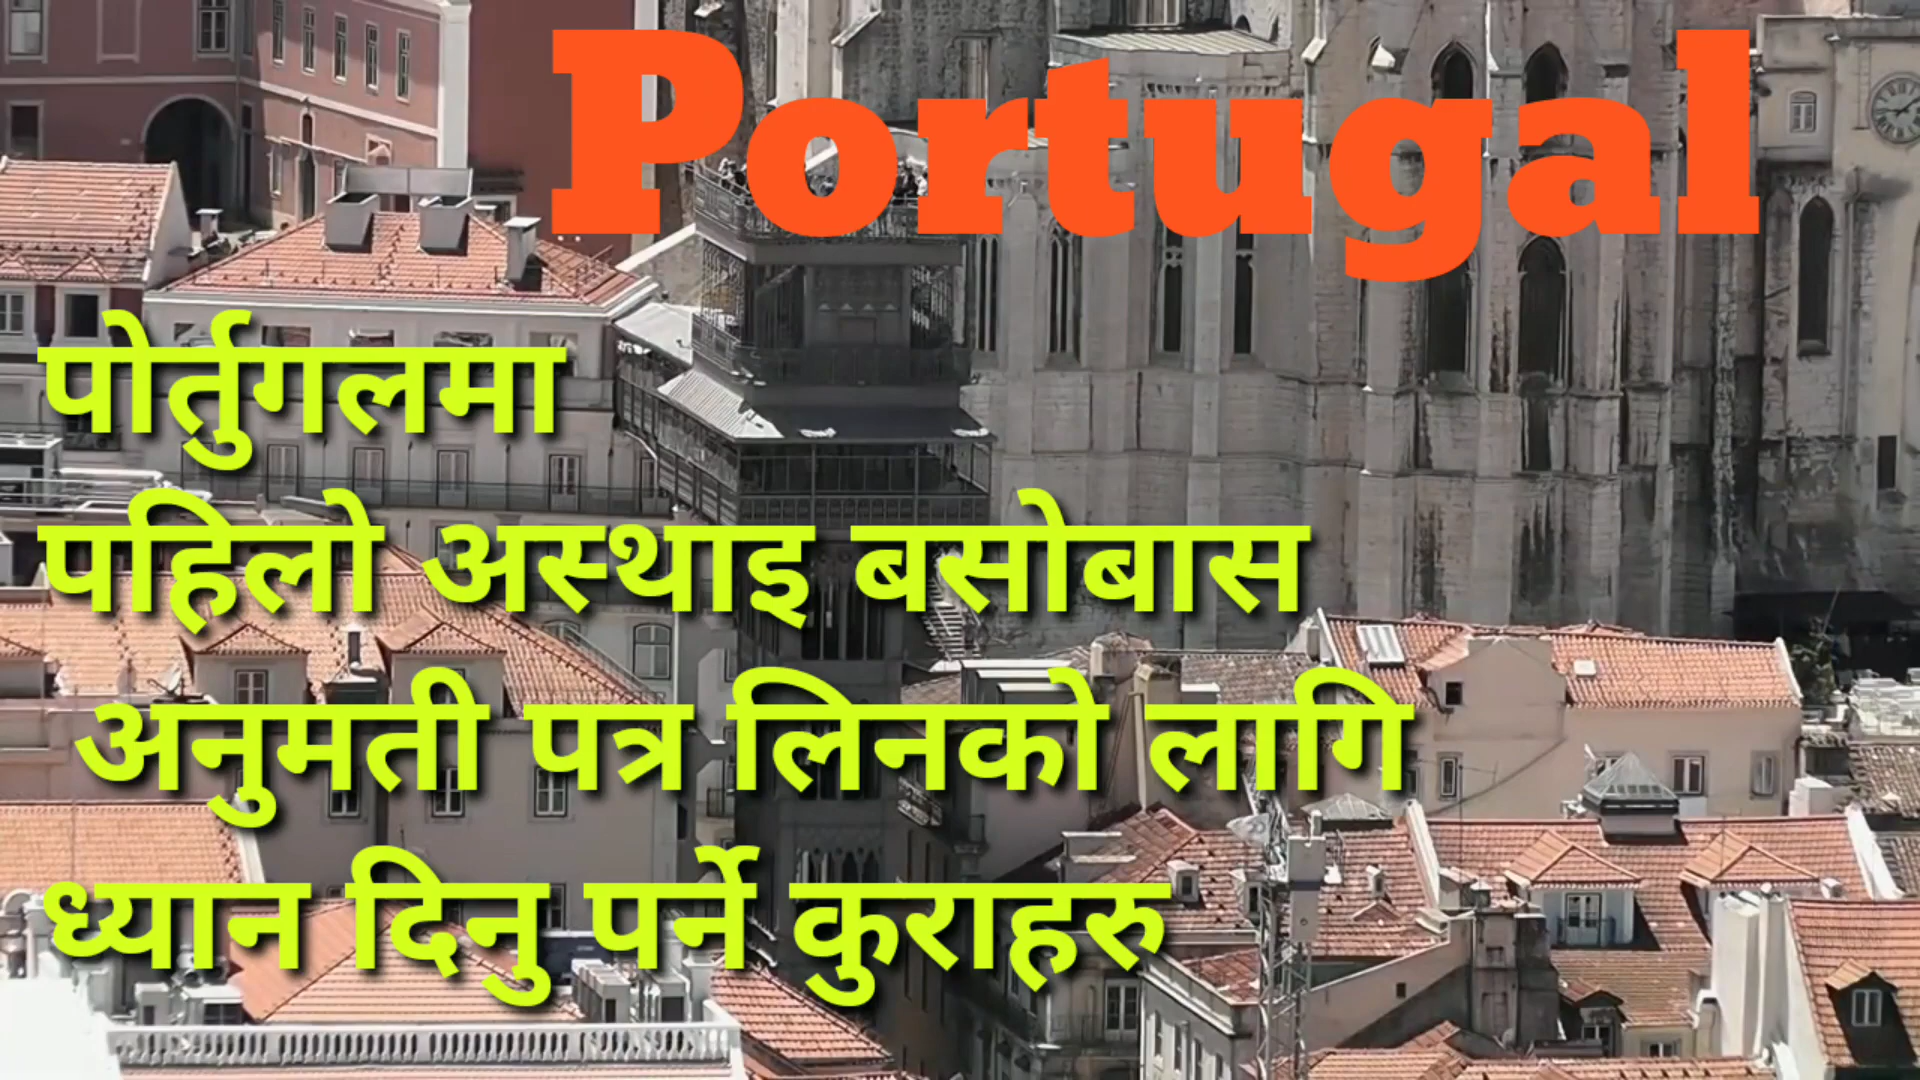 Portugal
पोर्तुगलमा
पहिलो अस्थाइ बसोबास
अनुमती पत्र लिनको लागि
ध्यान दिनु पर्ने कुराहरु